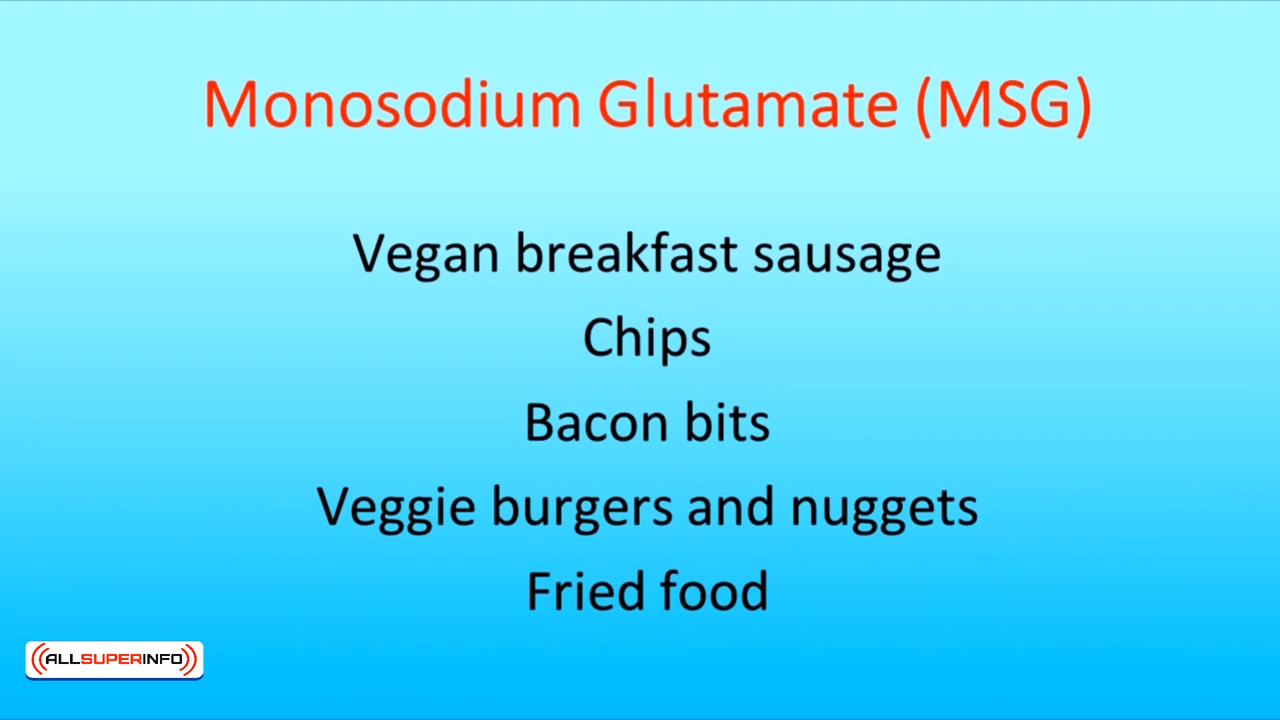 Monosodium Glutamate (MSG)
Vegan breakfast sausage
Chips
Bacon bits
Veggie burgers and nuggets
Fried food
ALLSUPERINFO